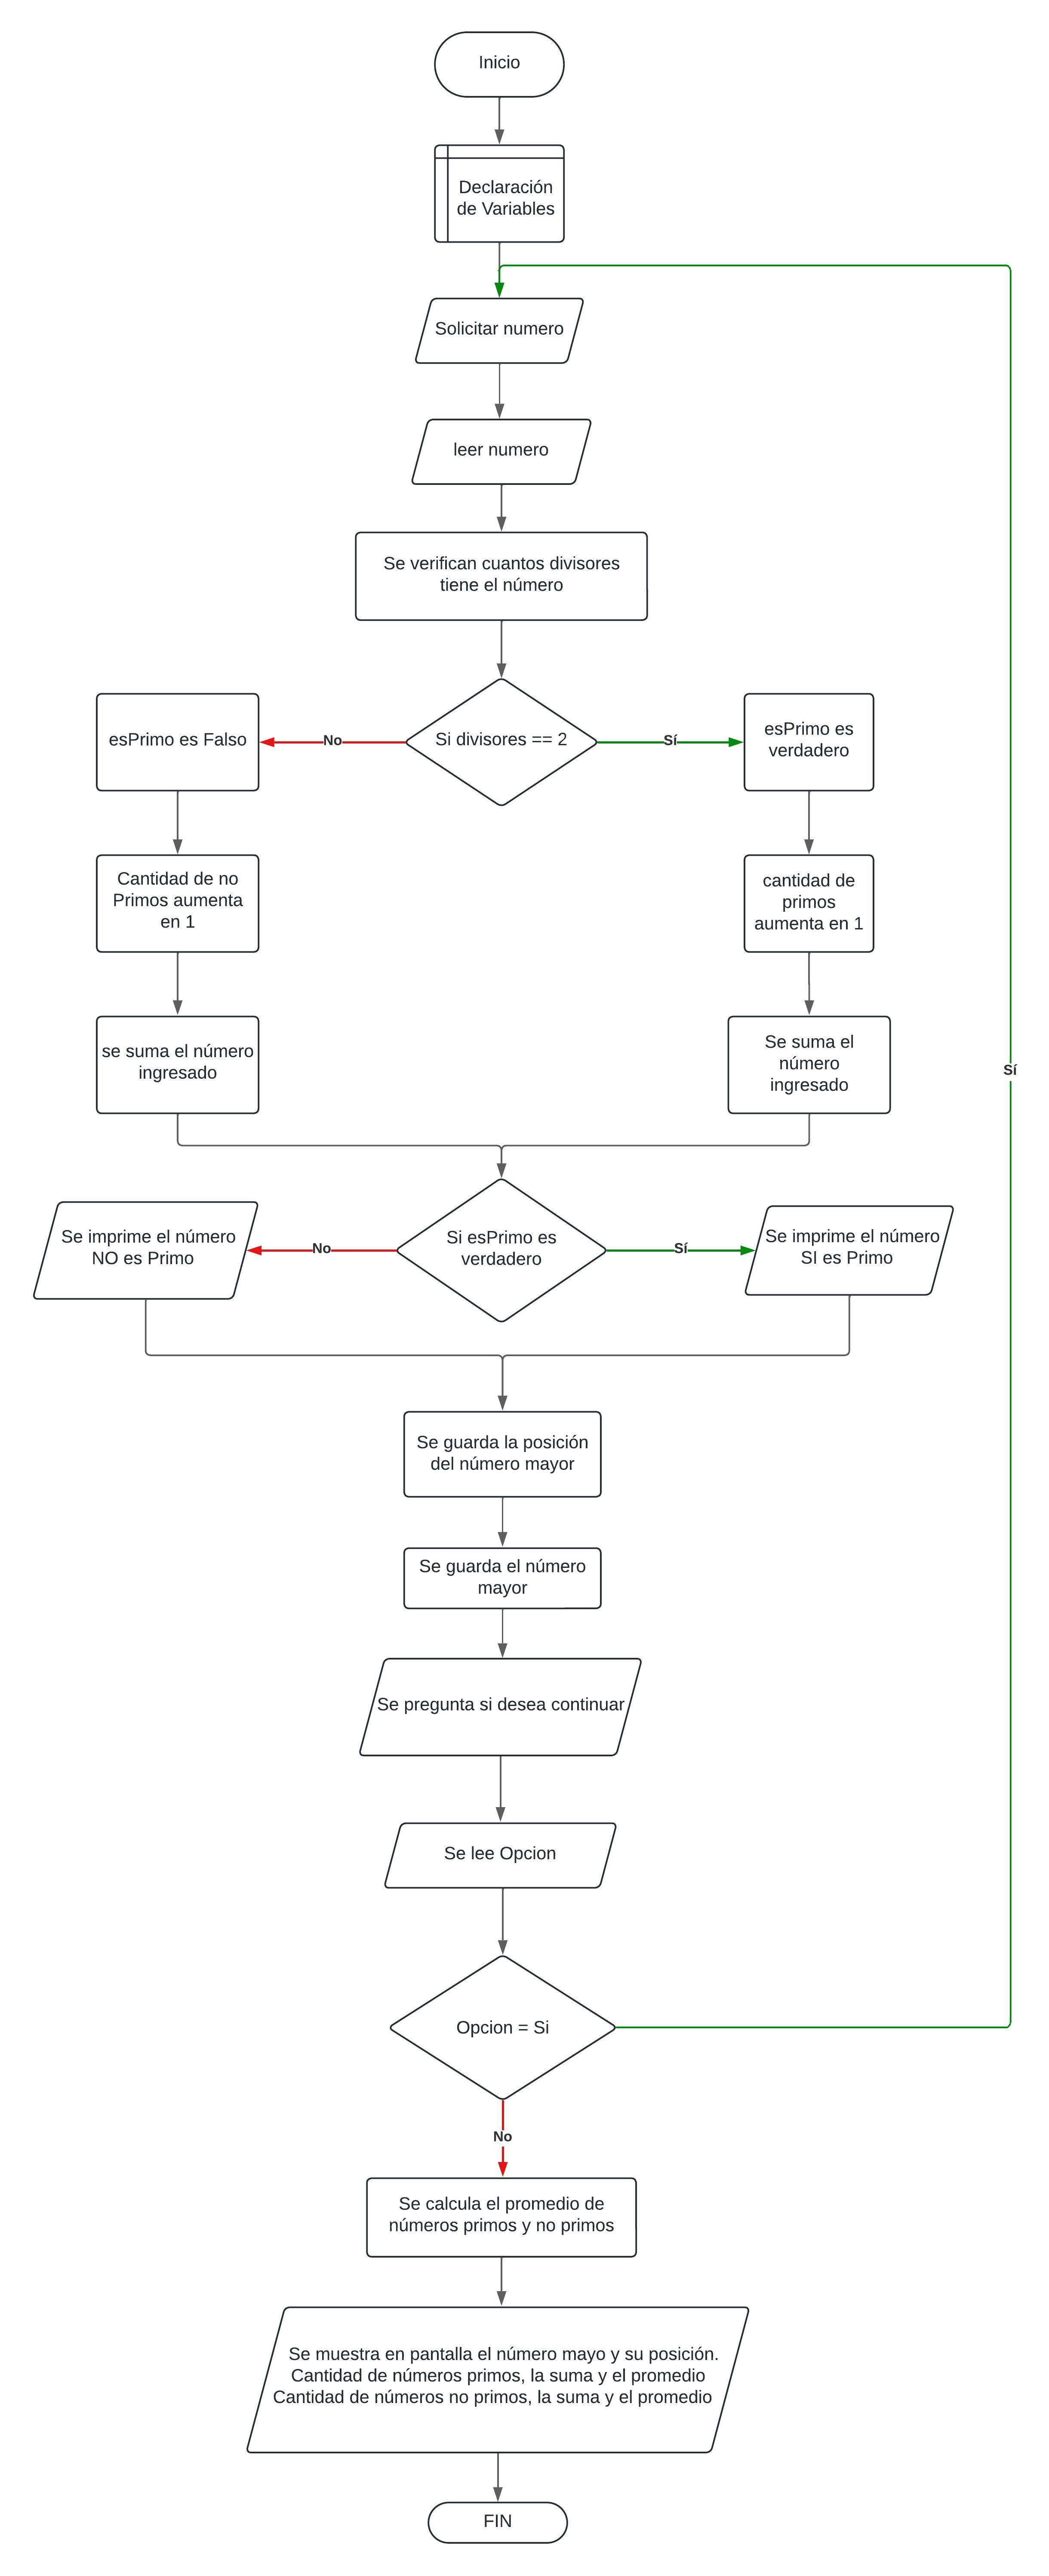 Inicio
Declaración
de Variables
Solicitar numero
leer numero
Se verifican cuantos divisores
tiene el número
esPrimo es Falso
No
Si divisores == 2
Sí
esPrimo es
verdadero
Cantidad de no
Primos aumenta
en 1
cantidad de
primos
aumenta en 1
se suma el número
ingresado
Se suma el
número
ingresado
Sí
Se imprime el número
NO es Primo
No
Si esPrimo es
verdadero
Sí
Se imprime el número
SI es Primo
Se guarda la posición
del número mayor
Se guarda el número
mayor
Se pregunta si desea continuar
Se lee Opcion
Opcion = Si
No
Se calcula el promedio de
números primos y no primos
Se muestra en pantalla el número mayo y su posición.
Cantidad de números primos, la suma y el promedio
Cantidad de números no primos, la suma y el promedio
FIN